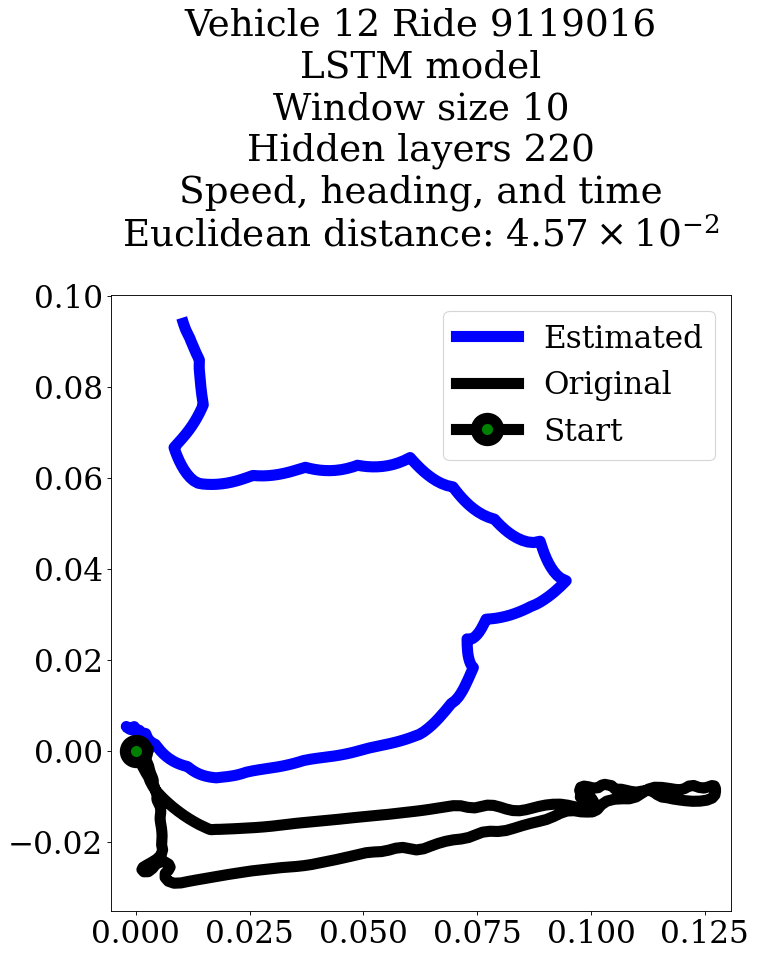 Vehicle 12 Ride 9119016
LSTM model
Window size 10
Hidden layers 220
Speed, heading, and time
Euclidean distance: 4.57 × 10⁻²
Estimated
Original
Start
0.10
0.08
0.06
0.04
0.02
0.00
−0.02
0.000 0.025 0.050 0.075 0.100 0.125